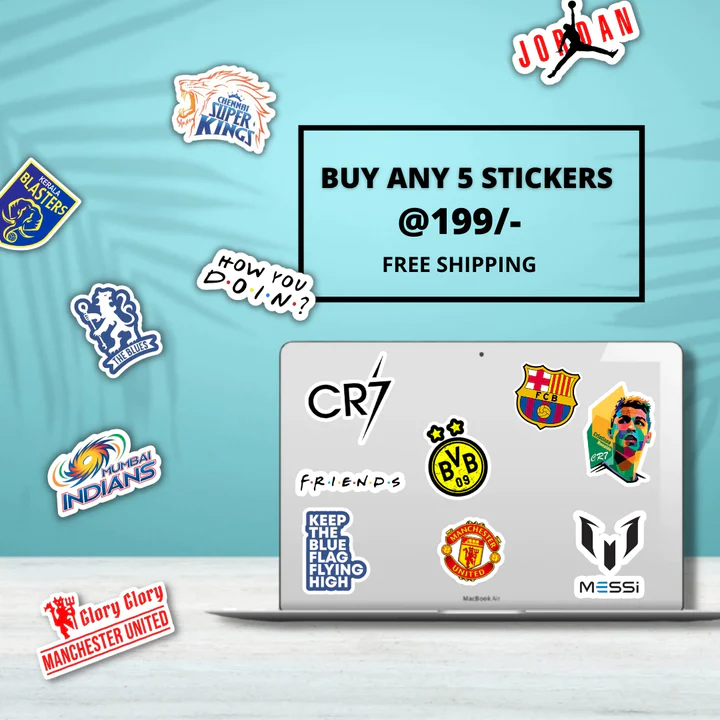 JORDAN
CHENNAI
SUPER
KINGS
BUY ANY 5 STICKERS
@199/-
FREE SHIPPING
KERALA
BLASTERS
HOW YOU
D·O·I·N·?
THE BLUES
CR7
FCB
CR7
BVB
09
MUMBAI
INDIANS
F·R·I·E·N·D·S
KEEP
THE
BLUE
FLAG
FLYING
HIGH
MANCHESTER
UNITED
MESSI
MacBook Air
Glory Glory
MANCHESTER UNITED